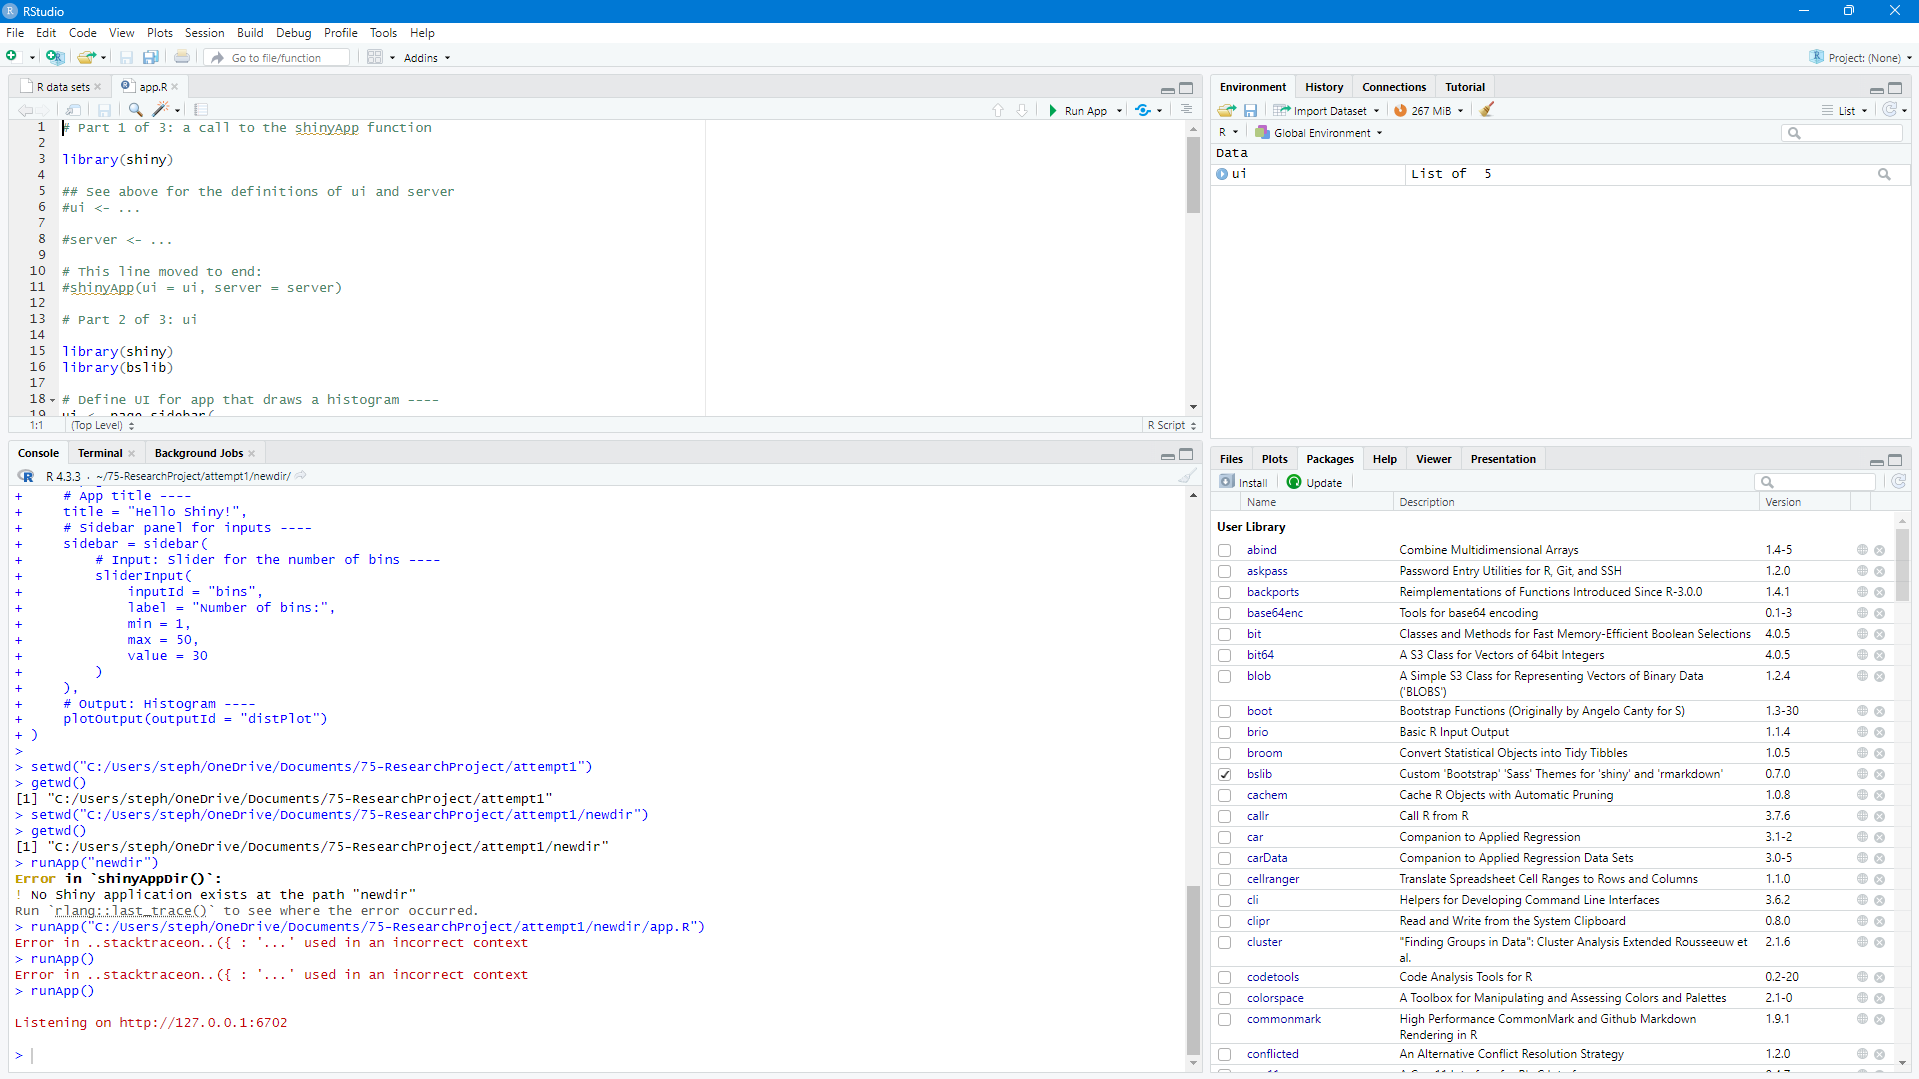 RStudio
File Edit Code View Plots Session Build Debug Profile Tools Help
Go to file/function
Addins
Project: (None)
R data sets
app.R
Run App
1 # Part 1 of 3: a call to the shinyApp function
2
3 library(shiny)
4
5 ## See above for the definitions of ui and server
6 #ui <- ...
7
8 #server <- ...
9
10 # This line moved to end:
11 #shinyApp(ui = ui, server = server)
12
13 # Part 2 of 3: ui
14
15 library(shiny)
16 library(bslib)
17
18 # Define UI for app that draws a histogram ----
19 ui <- page_sidebar(
1:1 (Top Level) R Script
Console Terminal Background Jobs
R 4.3.3 · ~/75-ResearchProject/attempt1/newdir/
+ # App title ----
+ title = "Hello Shiny!",
+ # Sidebar panel for inputs ----
+ sidebar = sidebar(
+ # Input: Slider for the number of bins ----
+ sliderInput(
+ inputId = "bins",
+ label = "Number of bins:",
+ min = 1,
+ max = 50,
+ value = 30
+ )
+ ),
+ # Output: Histogram ----
+ plotOutput(outputId = "distPlot")
+ )
>
> setwd("C:/Users/steph/OneDrive/Documents/75-ResearchProject/attempt1")
> getwd()
[1] "C:/Users/steph/OneDrive/Documents/75-ResearchProject/attempt1"
> setwd("C:/Users/steph/OneDrive/Documents/75-ResearchProject/attempt1/newdir")
> getwd()
[1] "C:/Users/steph/OneDrive/Documents/75-ResearchProject/attempt1/newdir"
> runApp("newdir")
Error in `shinyAppDir()`:
! No Shiny application exists at the path "newdir"
Run `rlang::last_trace()` to see where the error occurred.
> runApp("C:/Users/steph/OneDrive/Documents/75-ResearchProject/attempt1/newdir/app.R")
Error in ..stacktraceon..({ : '...' used in an incorrect context
> runApp()
Error in ..stacktraceon..({ : '...' used in an incorrect context
> runApp()
Listening on http://127.0.0.1:6702
>
Environment History Connections Tutorial
Import Dataset 267 MiB List
R Global Environment
Data
ui List of 5
Files Plots Packages Help Viewer Presentation
Install Update
Name Description Version
User Library
abind Combine Multidimensional Arrays 1.4-5
askpass Password Entry Utilities for R, Git, and SSH 1.2.0
backports Reimplementations of Functions Introduced Since R-3.0.0 1.4.1
base64enc Tools for base64 encoding 0.1-3
bit Classes and Methods for Fast Memory-Efficient Boolean Selections 4.0.5
bit64 A S3 Class for Vectors of 64bit Integers 4.0.5
blob A Simple S3 Class for Representing Vectors of Binary Data 1.2.4
('BLOBS')
boot Bootstrap Functions (Originally by Angelo Canty for S) 1.3-30
brio Basic R Input Output 1.1.4
broom Convert Statistical Objects into Tidy Tibbles 1.0.5
bslib Custom 'Bootstrap' 'Sass' Themes for 'shiny' and 'rmarkdown' 0.7.0
cachem Cache R Objects with Automatic Pruning 1.0.8
callr Call R from R 3.7.6
car Companion to Applied Regression 3.1-2
carData Companion to Applied Regression Data Sets 3.0-5
cellranger Translate Spreadsheet Cell Ranges to Rows and Columns 1.1.0
cli Helpers for Developing Command Line Interfaces 3.6.2
clipr Read and Write from the System Clipboard 0.8.0
cluster "Finding Groups in Data": Cluster Analysis Extended Rousseeuw et 2.1.6
al.
codetools Code Analysis Tools for R 0.2-20
colorspace A Toolbox for Manipulating and Assessing Colors and Palettes 2.1-0
commonmark High Performance CommonMark and Github Markdown 1.9.1
Rendering in R
conflicted An Alternative Conflict Resolution Strategy 1.2.0